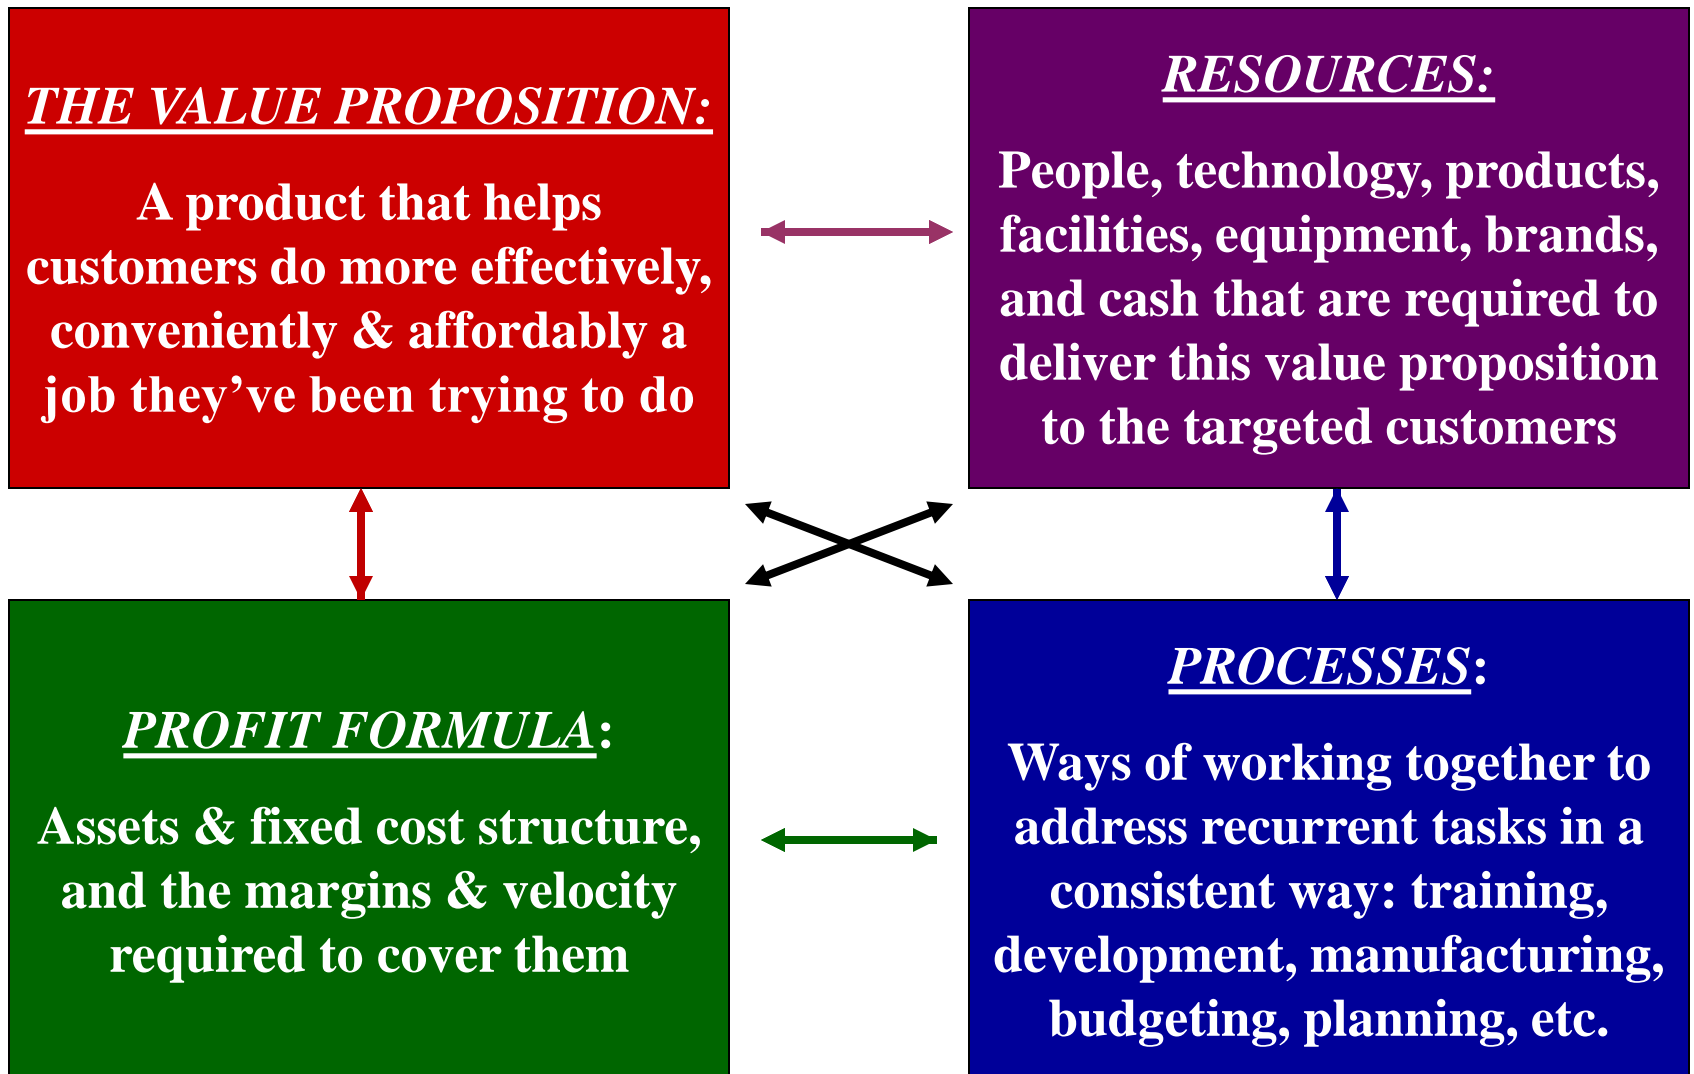 THE VALUE PROPOSITION:
A product that helps
customers do more effectively,
conveniently & affordably a
job they’ve been trying to do
RESOURCES:
People, technology, products,
facilities, equipment, brands,
and cash that are required to
deliver this value proposition
to the targeted customers
PROFIT FORMULA:
Assets & fixed cost structure,
and the margins & velocity
required to cover them
PROCESSES:
Ways of working together to
address recurrent tasks in a
consistent way: training,
development, manufacturing,
budgeting, planning, etc.